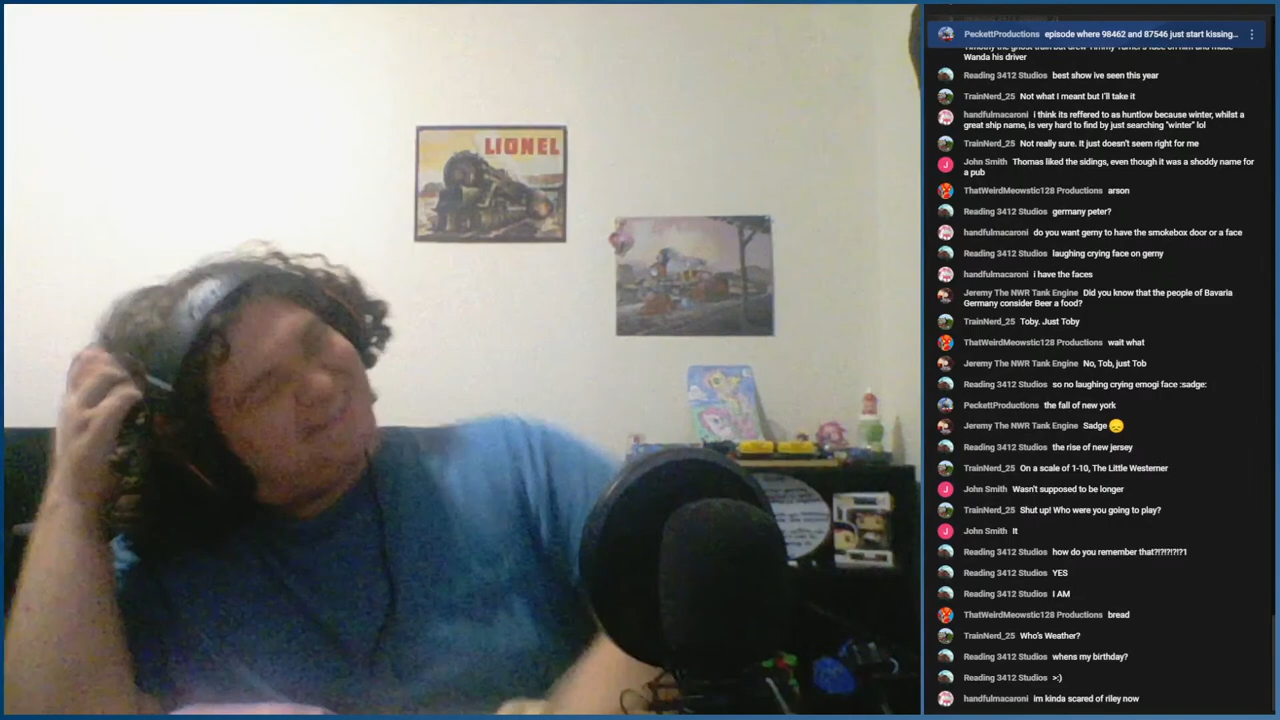 LIONEL
PeckettProductions episode where 98462 and 87546 just start kissing...
Wanda his driver
Reading 3412 Studios best show ive seen this year
TrainNerd_25 Not what I meant but I'll take it
handfulmacaroni i think its reffered to as huntlow because winter, whilst a
great ship name, is very hard to find by just searching "winter" lol
TrainNerd_25 Not really sure. It just doesn't seem right for me
John Smith Thomas liked the sidings, even though it was a shoddy name for
a pub
ThatWeirdMeowstic128 Productions arson
Reading 3412 Studios germany peter?
handfulmacaroni do you want gerny to have the smokebox door or a face
Reading 3412 Studios laughing crying face on gerny
handfulmacaroni i have the faces
Jeremy The NWR Tank Engine Did you know that the people of Bavaria
Germany consider Beer a food?
TrainNerd_25 Toby. Just Toby
ThatWeirdMeowstic128 Productions wait what
Jeremy The NWR Tank Engine No, Tob, just Tob
Reading 3412 Studios so no laughing crying emogi face :sadge:
PeckettProductions the fall of new york
Jeremy The NWR Tank Engine Sadge 😞
Reading 3412 Studios the rise of new jersey
TrainNerd_25 On a scale of 1-10, The Little Westerner
John Smith Wasn't supposed to be longer
TrainNerd_25 Shut up! Who were you going to play?
John Smith It
Reading 3412 Studios how do you remember that?!?!?!?!?1
Reading 3412 Studios YES
Reading 3412 Studios I AM
ThatWeirdMeowstic128 Productions bread
TrainNerd_25 Who's Weather?
Reading 3412 Studios whens my birthday?
Reading 3412 Studios >:)
handfulmacaroni im kinda scared of riley now